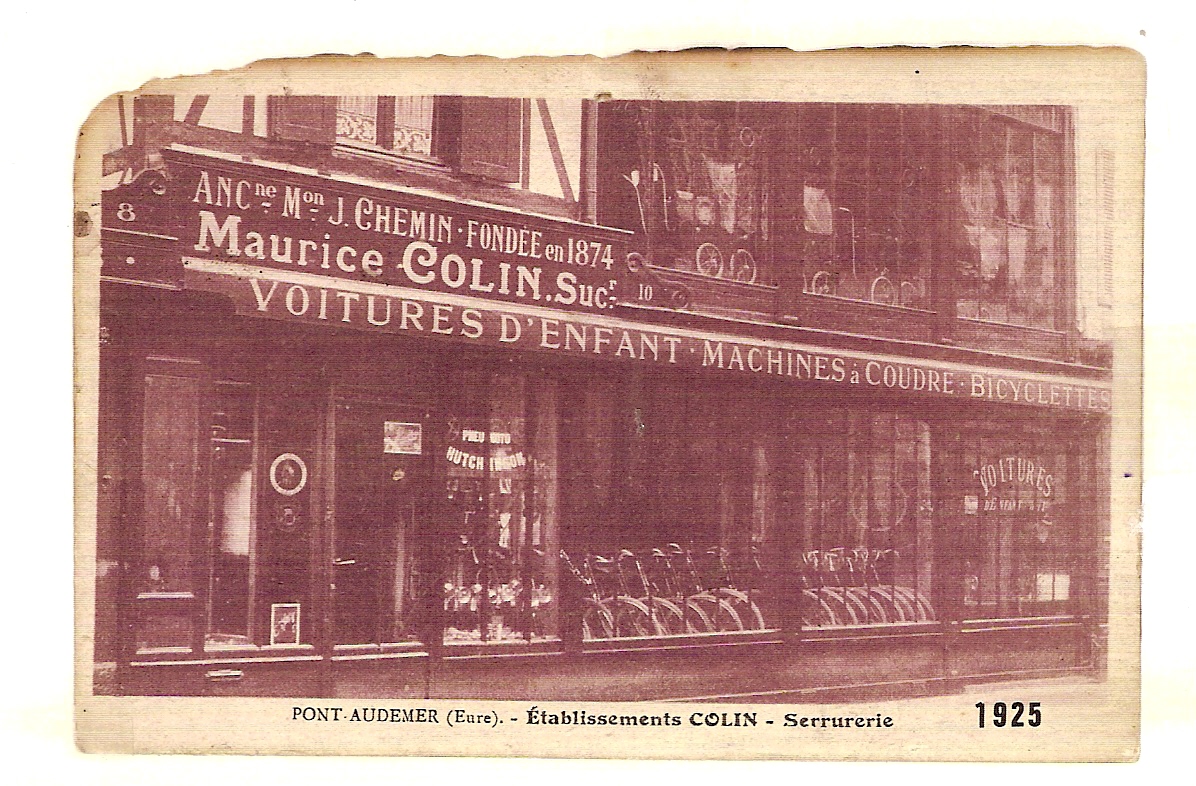 8
ANCne Mon J. CHEMIN · FONDÉE en 1874
Maurice COLIN. Sucr
10
VOITURES D'ENFANT · MACHINES à COUDRE · BICYCLETTES
PNEU
HUTCHINSON
VOITURES
PONT-AUDEMER (Eure). - Établissements COLIN - Serrurerie
1925